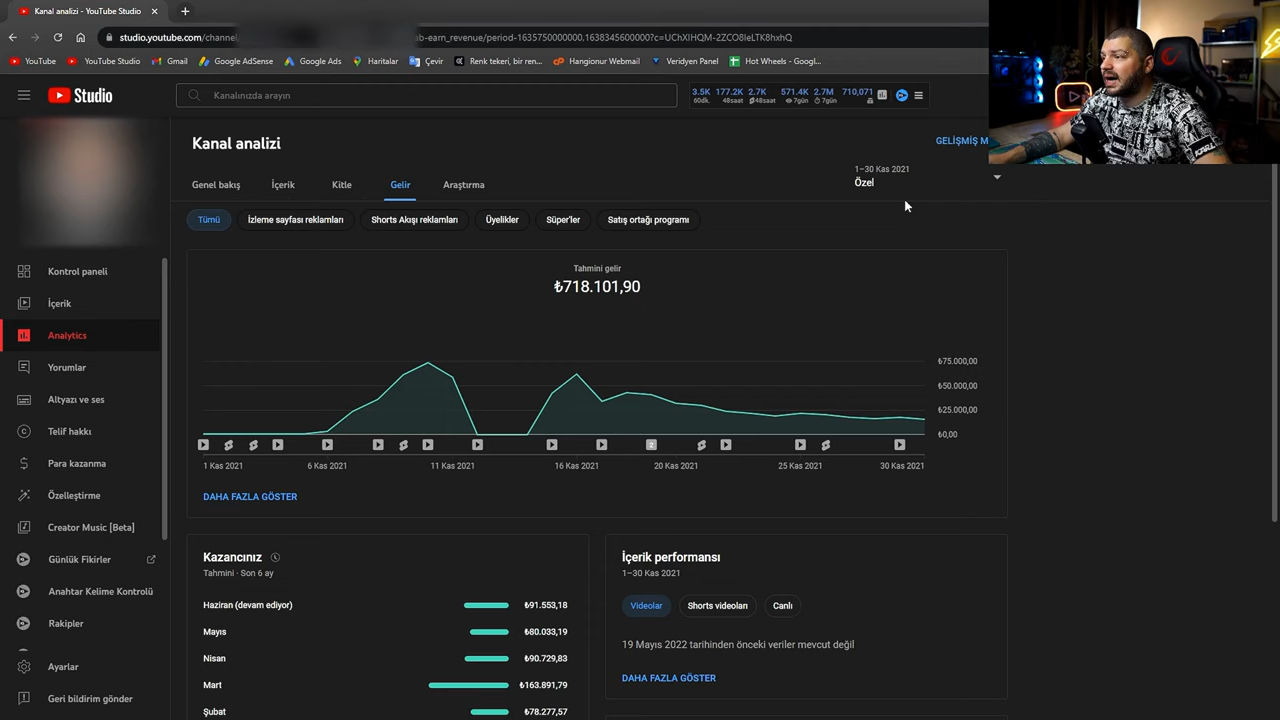 Kanal analizi - YouTube Studio
studio.youtube.com/channel
b-earn_revenue/period-1635750000000,1638345600000?c=UChXIHQM-2ZCO8IeLTK8hxhQ
YouTube
YouTube Studio
Gmail
Google AdSense
Google Ads
Haritalar
Çevir
Renk tekeri, bir ren...
Hangionur Webmail
Veridyen Panel
Hot Wheels - Googl...
Studio
Kanalınızda arayın
3.5K 177.2K 2.7K 571.4K 2.7M 710,071
60dk. 48saat 48saat 7gün 7gün
Kanal analizi
GELİŞMİŞ M
1–30 Kas 2021
Özel
Genel bakış
İçerik
Kitle
Gelir
Araştırma
Tümü
İzleme sayfası reklamları
Shorts Akışı reklamları
Üyelikler
Süper'ler
Satış ortağı programı
Tahmini gelir
₺718.101,90
₺75.000,00
₺50.000,00
₺25.000,00
₺0,00
2
1 Kas 2021
6 Kas 2021
11 Kas 2021
16 Kas 2021
20 Kas 2021
25 Kas 2021
30 Kas 2021
DAHA FAZLA GÖSTER
Kontrol paneli
İçerik
Analytics
Yorumlar
Altyazı ve ses
Telif hakkı
Para kazanma
Özelleştirme
Creator Music [Beta]
Günlük Fikirler
Anahtar Kelime Kontrolü
Rakipler
Ayarlar
Geri bildirim gönder
Kazancınız
Tahmini · Son 6 ay
Haziran (devam ediyor) ₺91.553,18
Mayıs ₺80.033,19
Nisan ₺90.729,83
Mart ₺163.891,79
Şubat ₺78.277,57
İçerik performansı
1–30 Kas 2021
Videolar
Shorts videoları
Canlı
19 Mayıs 2022 tarihinden önceki veriler mevcut değil
DAHA FAZLA GÖSTER